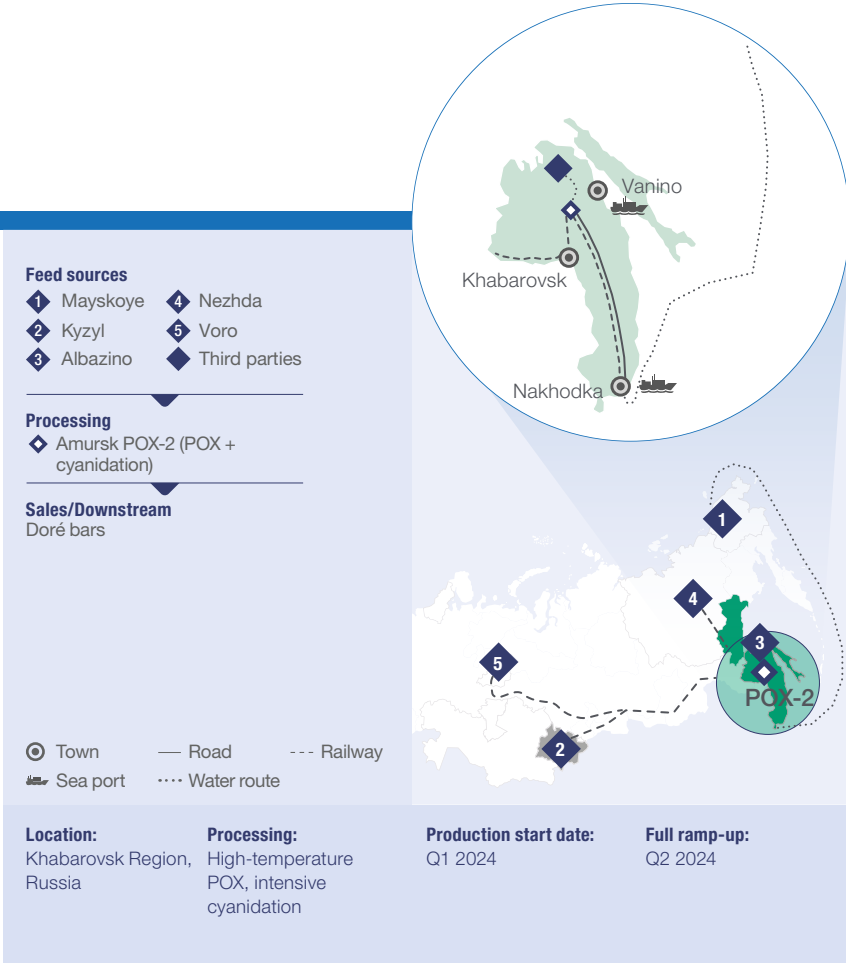 Vanino
Khabarovsk
Nakhodka
Feed sources
1 Mayskoye
4 Nezhda
2 Kyzyl
5 Voro
3 Albazino
Third parties
Processing
Amursk POX-2 (POX +
cyanidation)
Sales/Downstream
Doré bars
1
4
3
5
POX-2
2
Town
Road
Railway
Sea port
Water route
Location:
Khabarovsk Region,
Russia
Processing:
High-temperature
POX, intensive
cyanidation
Production start date:
Q1 2024
Full ramp-up:
Q2 2024